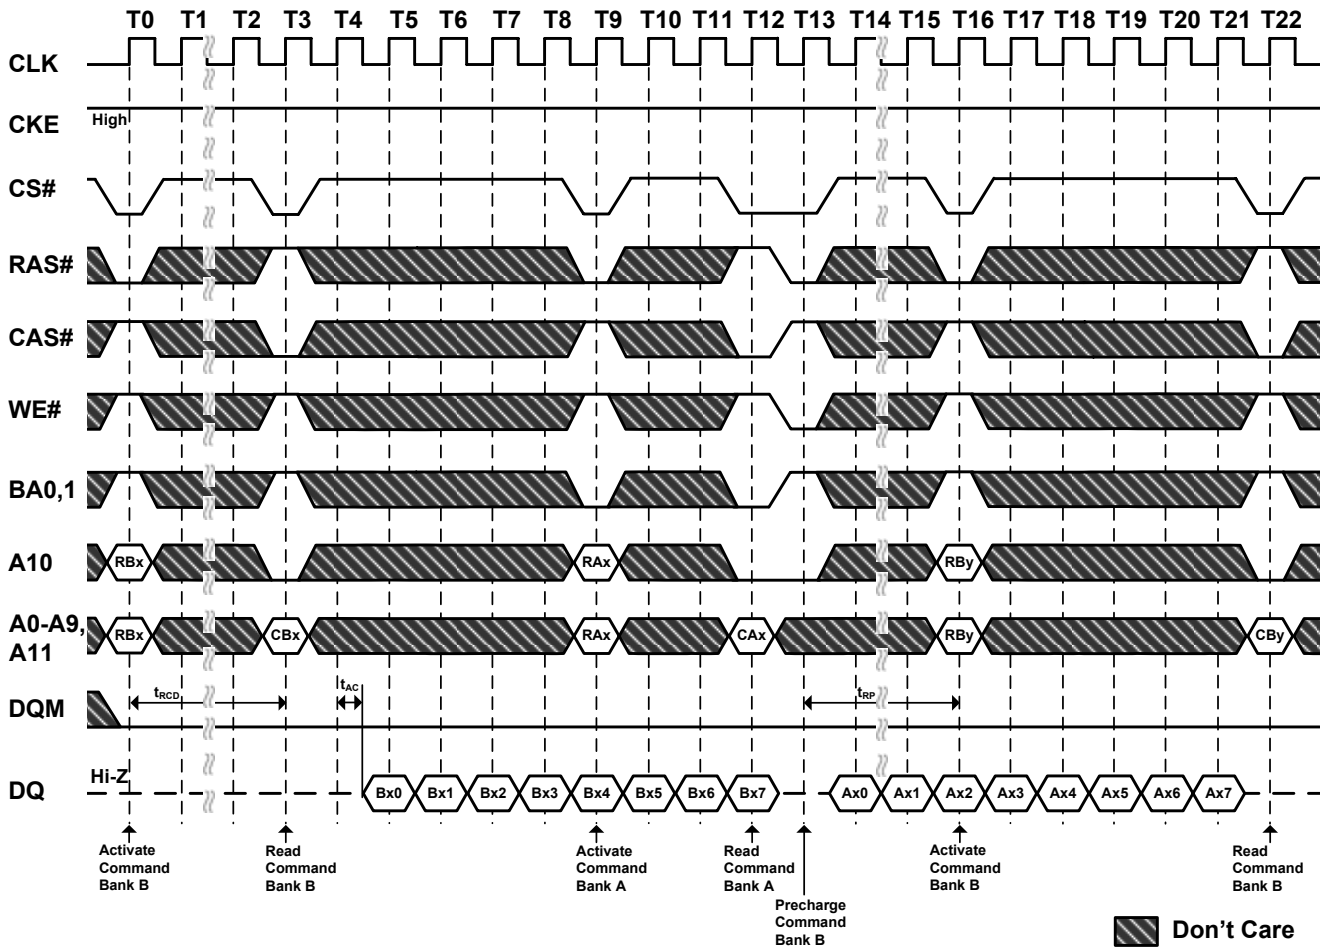 T0 T1 T2 T3 T4 T5 T6 T7 T8 T9 T10 T11 T12 T13 T14 T15 T16 T17 T18 T19 T20 T21 T22
CLK
CKE High
CS#
RAS#
CAS#
WE#
BA0,1
A10 RBx RAx RBy
A0-A9,
A11 RBx CBx RAx CAx RBy CBy
DQM tRCD tAC tRP
DQ Hi-Z Bx0 Bx1 Bx2 Bx3 Bx4 Bx5 Bx6 Bx7 Ax0 Ax1 Ax2 Ax3 Ax4 Ax5 Ax6 Ax7
Activate
Command
Bank B
Read
Command
Bank B
Activate
Command
Bank A
Read
Command
Bank A
Precharge
Command
Bank B
Activate
Command
Bank B
Read
Command
Bank B
Don't Care